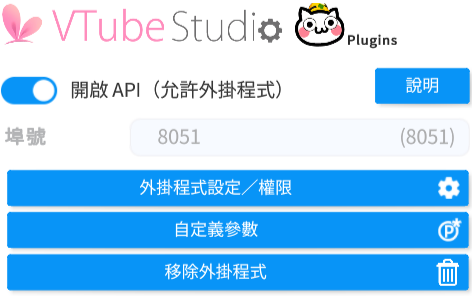 VTube Studio Plugins
開啟 API（允許外掛程式） 說明
埠號 8051 (8051)
外掛程式設定／權限
自定義參數
移除外掛程式